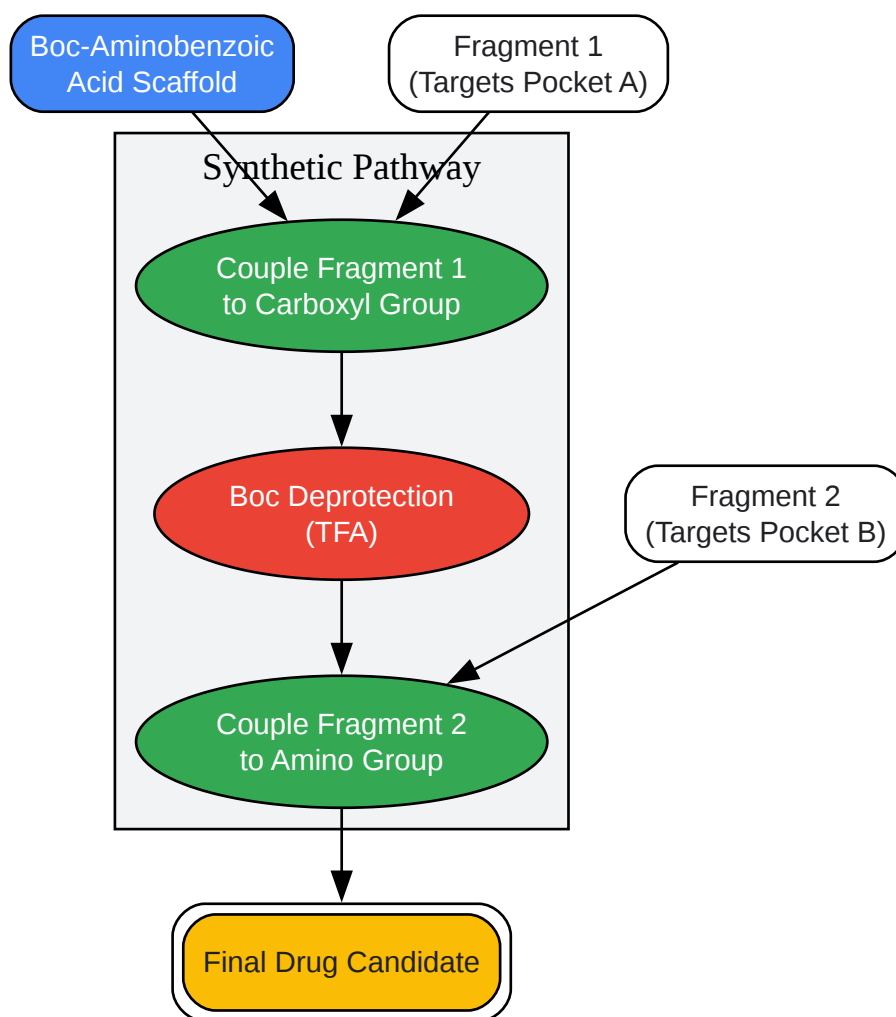 Boc-Aminobenzoic
Acid Scaffold
Fragment 1
(Targets Pocket A)
Synthetic Pathway
Couple Fragment 1
to Carboxyl Group
Boc Deprotection
(TFA)
Fragment 2
(Targets Pocket B)
Couple Fragment 2
to Amino Group
Final Drug Candidate